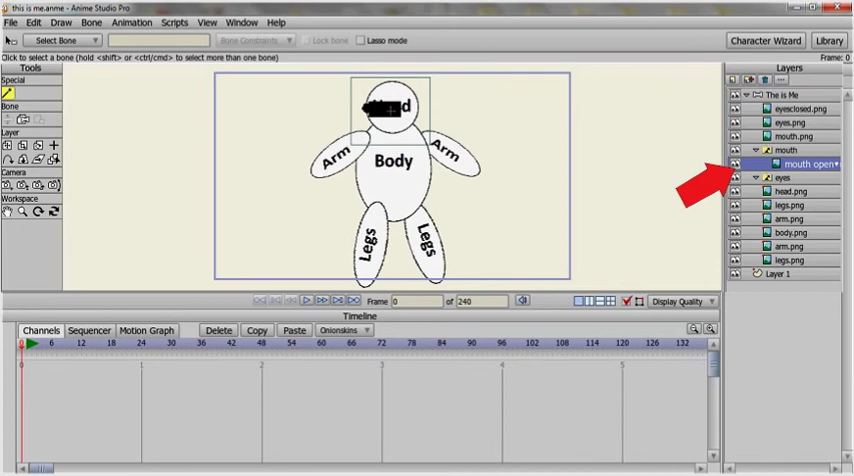 this is me.anme - Anime Studio Pro
File Edit Draw Bone Animation Scripts View Window Help
Select Bone Bone Constraints Lock bone Lasso mode Character Wizard Library
Click to select a bone (hold <shift> or <ctrl/cmd> to select more than one bone) Frame: 0
Tools
Special
Bone
Layer
Camera
Workspace
Head
Arm
Body
Arm
Legs
Legs
Layers
The is Me
eyesclosed.png
eyes.png
mouth.png
mouth
mouth open
eyes
head.png
legs.png
arm.png
body.png
arm.png
legs.png
Layer 1
Frame 0 of 240 Display Quality
Timeline
Channels Sequencer Motion Graph Delete Copy Paste Onionskins
0 6 12 18 24 30 36 42 48 54 60 66 72 78 84 90 96 102 108 114 120 126 132
0 1 2 3 4 5